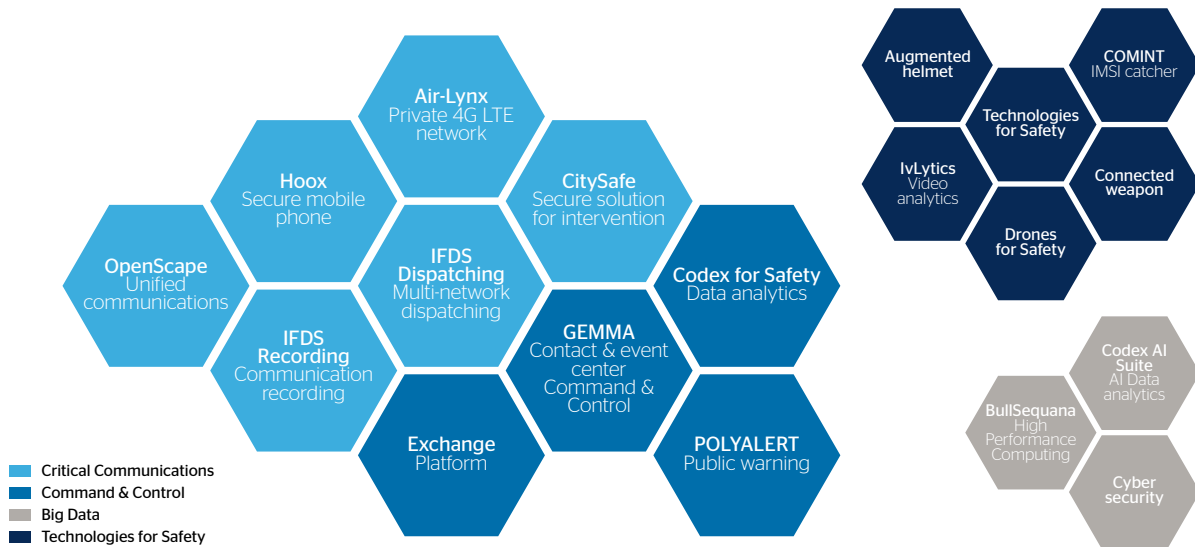 Air-Lynx
Private 4G LTE
network
Hoox
Secure mobile
phone
CitySafe
Secure solution
for intervention
OpenScape
Unified
communications
IFDS
Dispatching
Multi-network
dispatching
Codex for Safety
Data analytics
IFDS
Recording
Communication
recording
GEMMA
Contact & event
center
Command &
Control
Exchange
Platform
POLYALERT
Public warning
Critical Communications
Command & Control
Big Data
Technologies for Safety
Augmented
helmet
COMINT
IMSI catcher
Technologies
for Safety
IvLytics
Video
analytics
Connected
weapon
Drones
for Safety
Codex AI
Suite
AI Data
analytics
BullSequana
High
Performance
Computing
Cyber
security